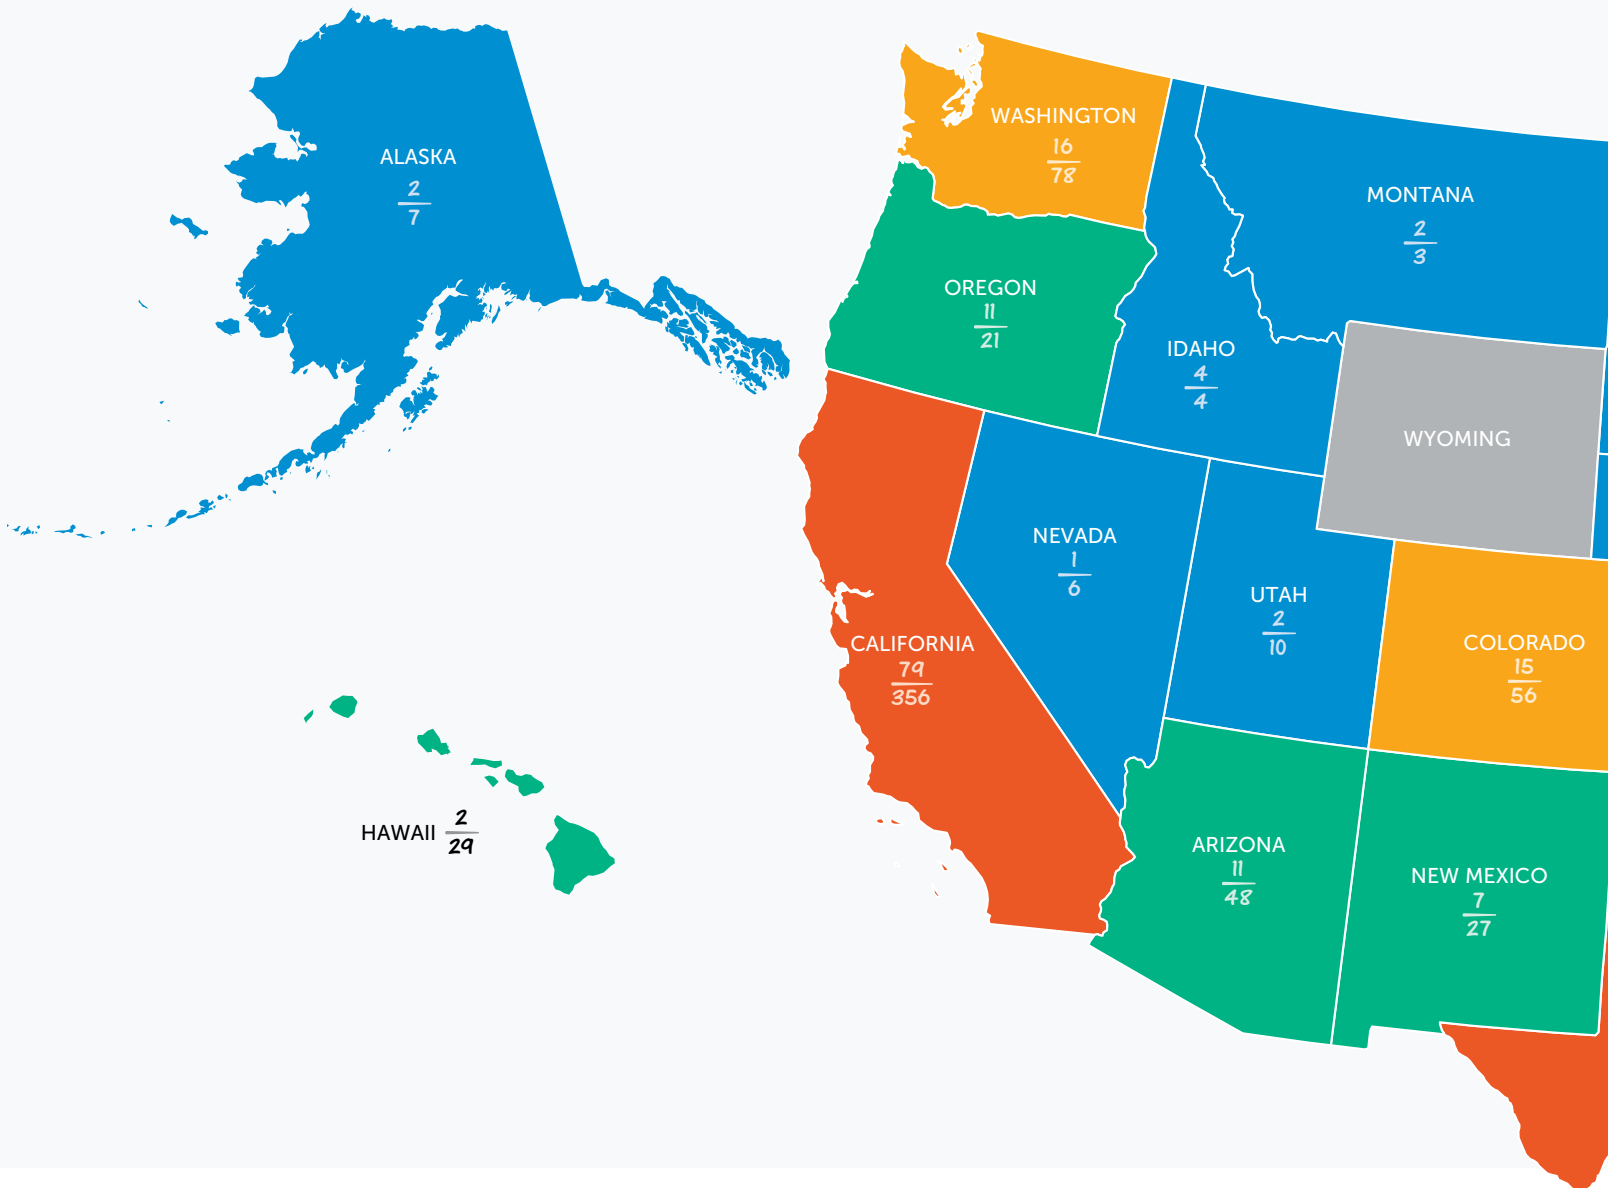 ALASKA
2
7
WASHINGTON
16
78
MONTANA
2
3
OREGON
11
21
IDAHO
4
4
WYOMING
NEVADA
1
6
UTAH
2
10
CALIFORNIA
79
356
COLORADO
15
56
HAWAII
2
29
ARIZONA
11
48
NEW MEXICO
7
27